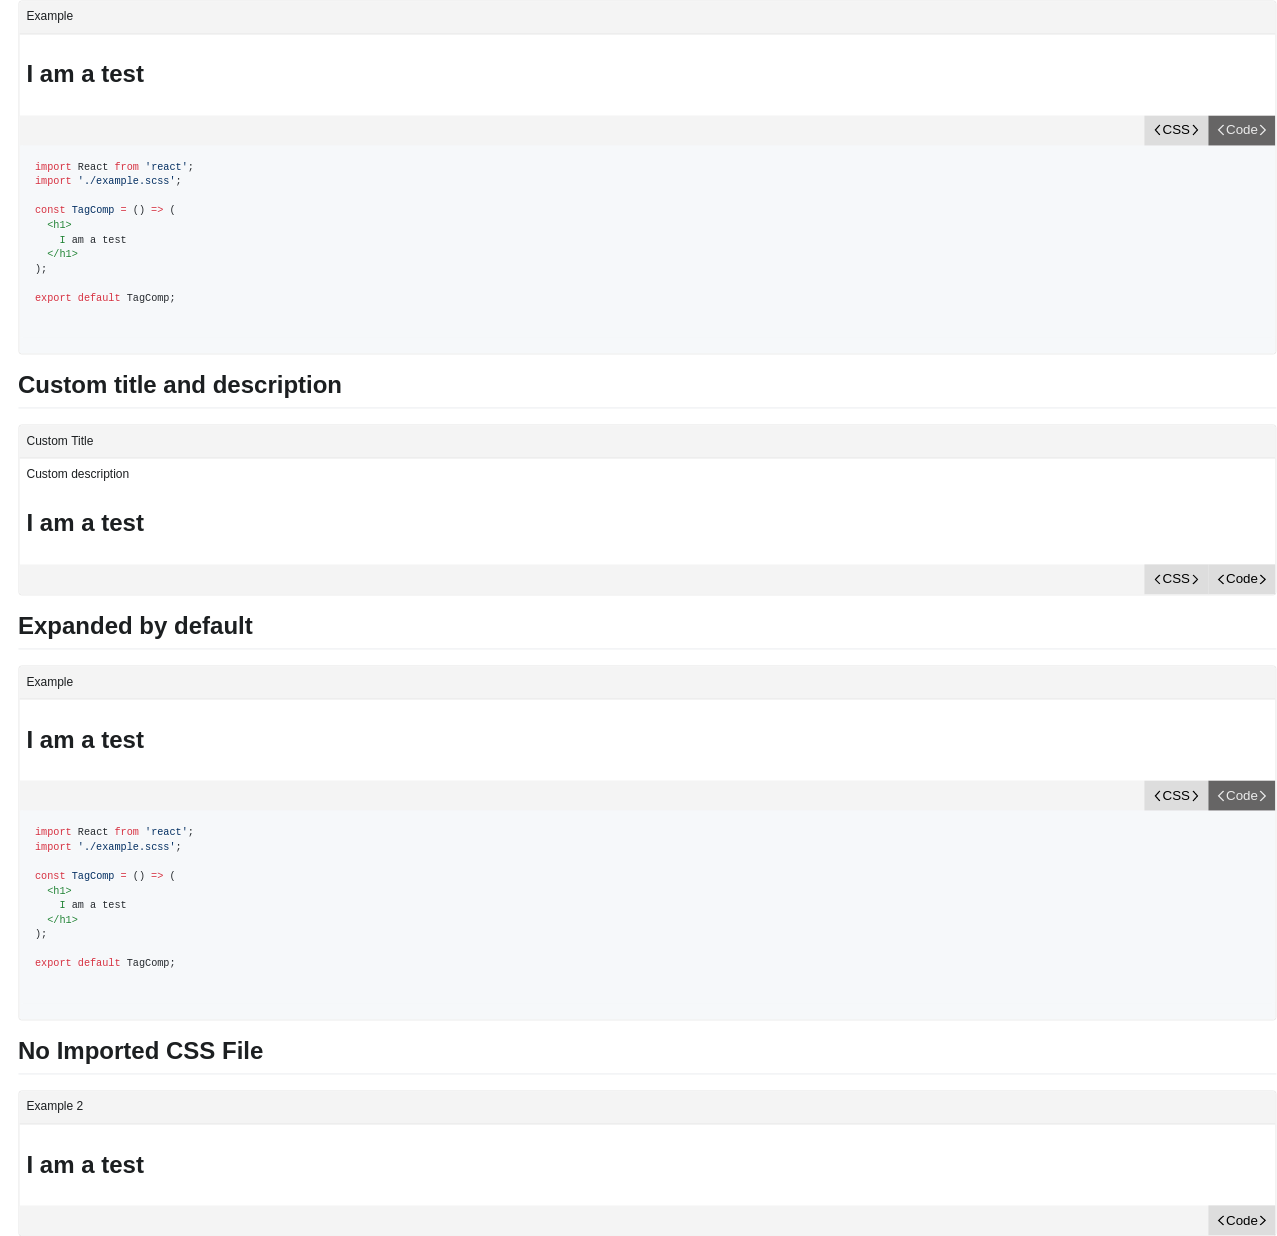 Example
I am a test
CSS Code
import React from 'react';
import './example.scss';
const TagComp = () => (
  <h1>
    I am a test
  </h1>
);
export default TagComp;
Custom title and description
Custom Title
Custom description
I am a test
CSS Code
Expanded by default
Example
I am a test
CSS Code
import React from 'react';
import './example.scss';
const TagComp = () => (
  <h1>
    I am a test
  </h1>
);
export default TagComp;
No Imported CSS File
Example 2
I am a test
Code